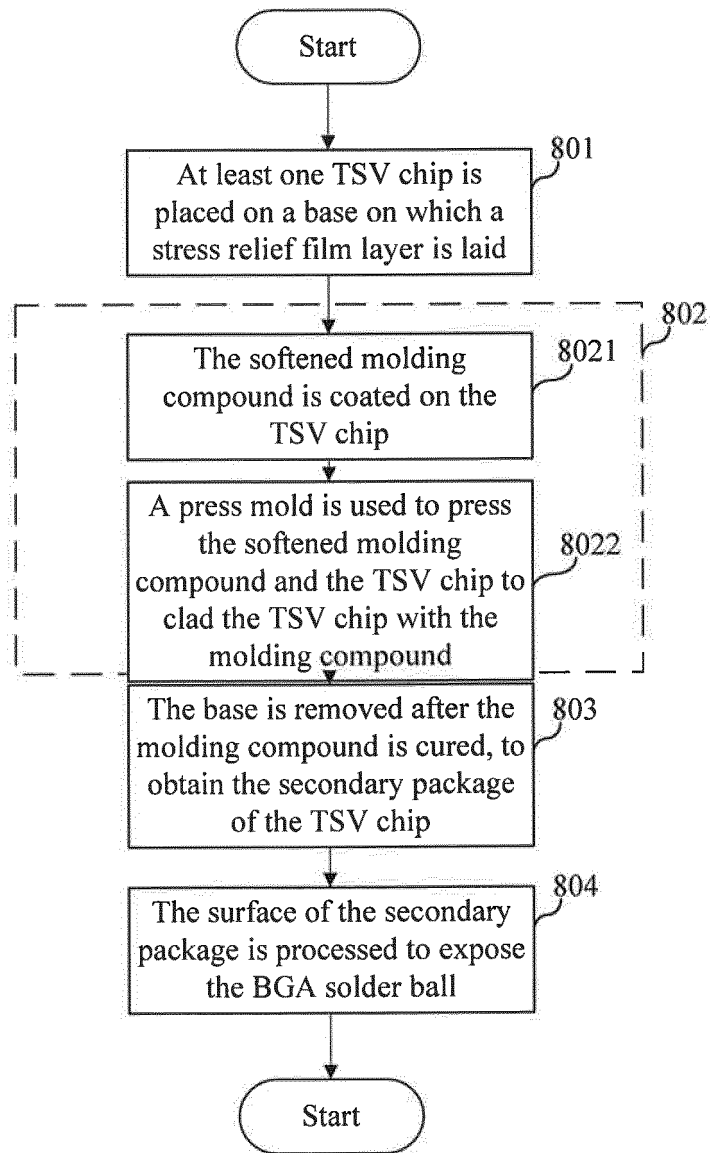 Start
801
At least one TSV chip is
placed on a base on which a
stress relief film layer is laid
802
8021
The softened molding
compound is coated on the
TSV chip
A press mold is used to press
the softened molding
compound and the TSV chip to
clad the TSV chip with the
molding compound
8022
The base is removed after the
molding compound is cured, to
obtain the secondary package
of the TSV chip
803
804
The surface of the secondary
package is processed to expose
the BGA solder ball
Start